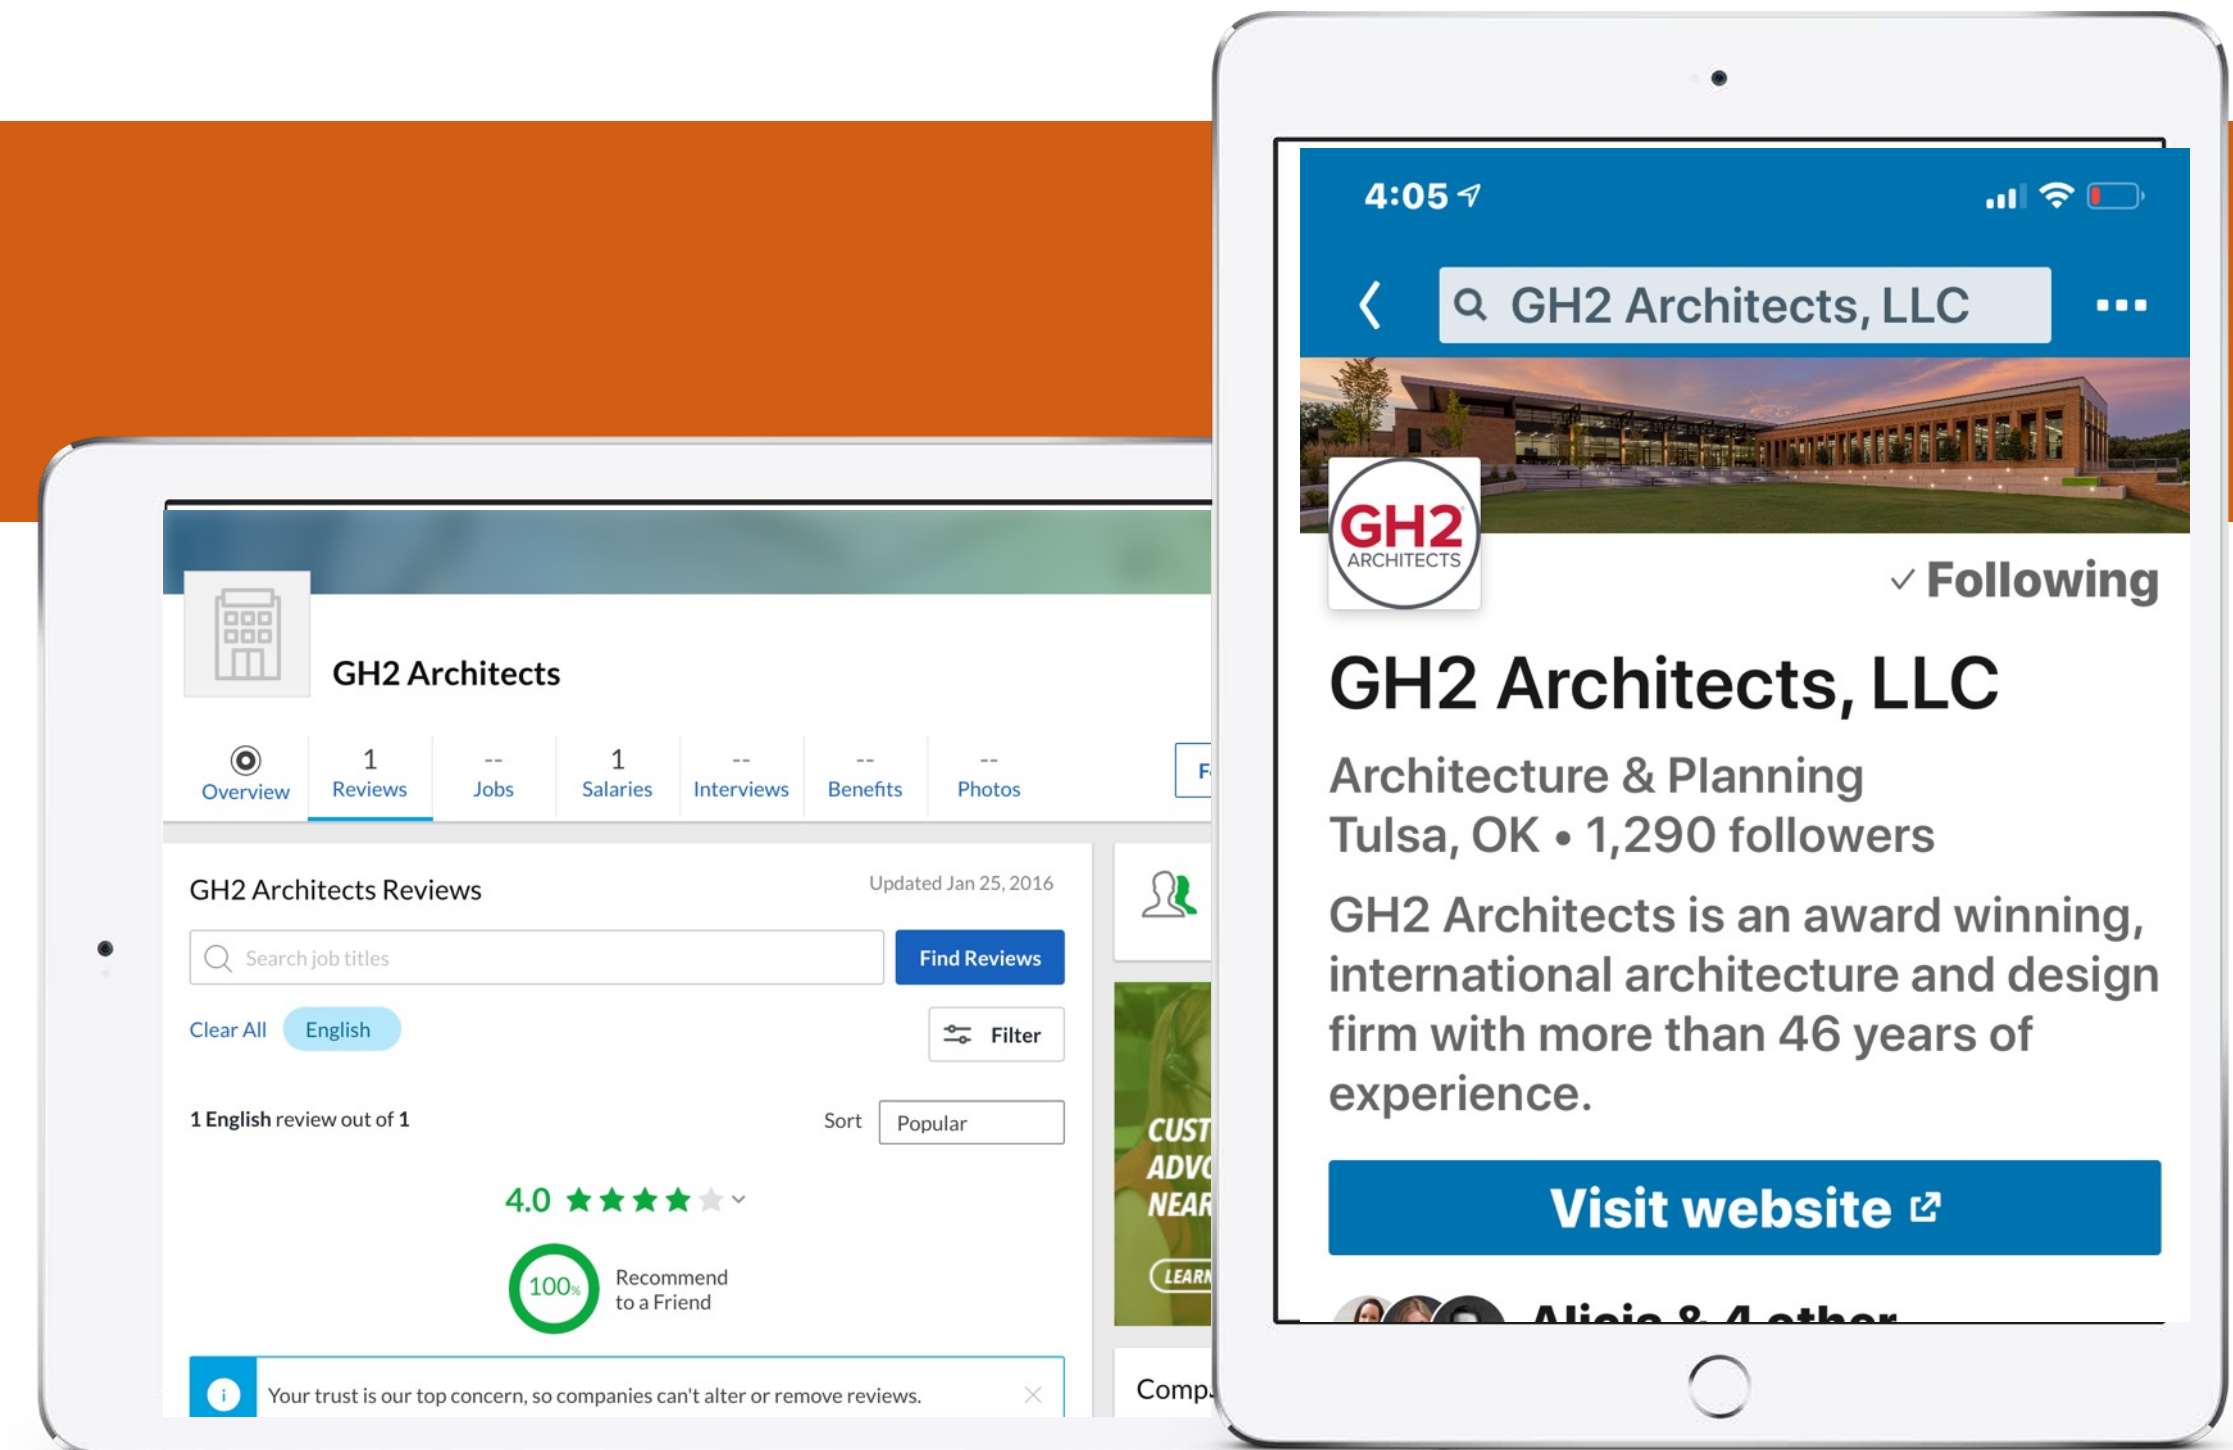 GH2 Architects
Overview
1
Reviews
--
Jobs
1
Salaries
--
Interviews
--
Benefits
--
Photos
GH2 Architects Reviews
Updated Jan 25, 2016
Search job titles
Find Reviews
Clear All
English
Filter
1 English review out of 1
Sort
Popular
4.0
100%
Recommend
to a Friend
Your trust is our top concern, so companies can't alter or remove reviews.
LEARN
4:05
GH2 Architects, LLC
GH2
ARCHITECTS
Following
GH2 Architects, LLC
Architecture & Planning
Tulsa, OK • 1,290 followers
GH2 Architects is an award winning,
international architecture and design
firm with more than 46 years of
experience.
Visit website
Alicia & 4 other